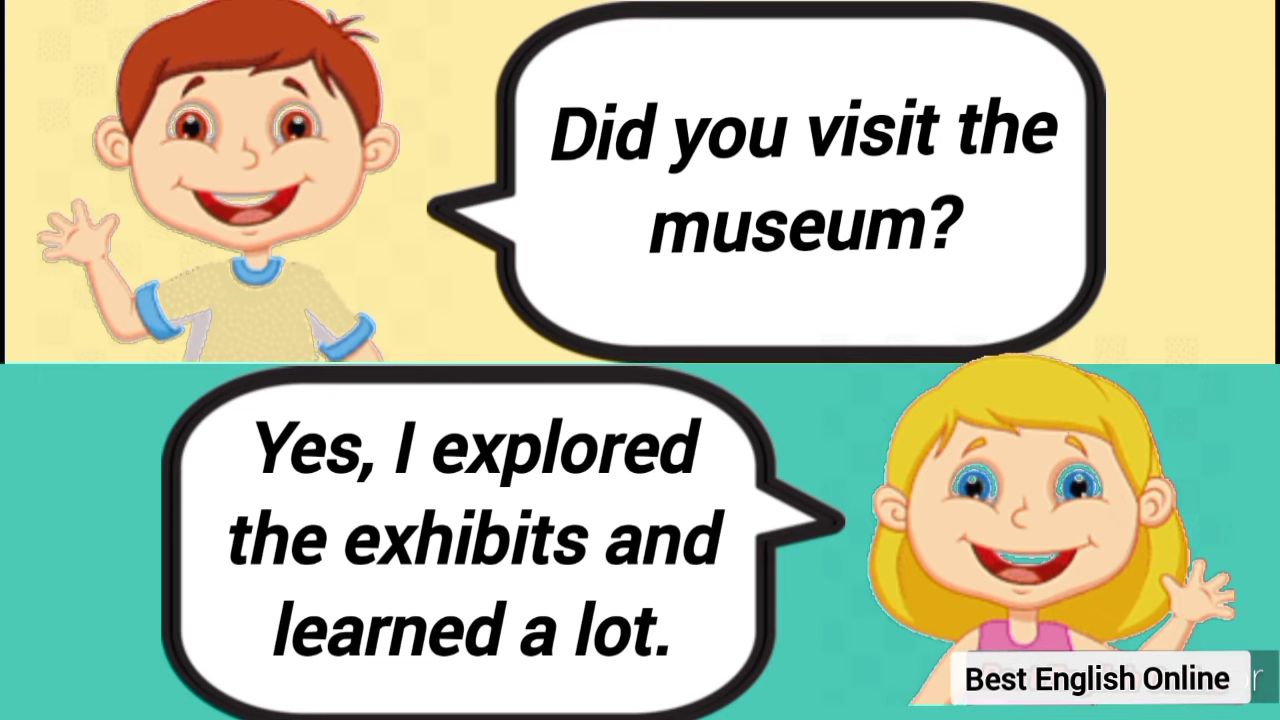 Did you visit the
museum?
Yes, I explored
the exhibits and
learned a lot.
Best English Online